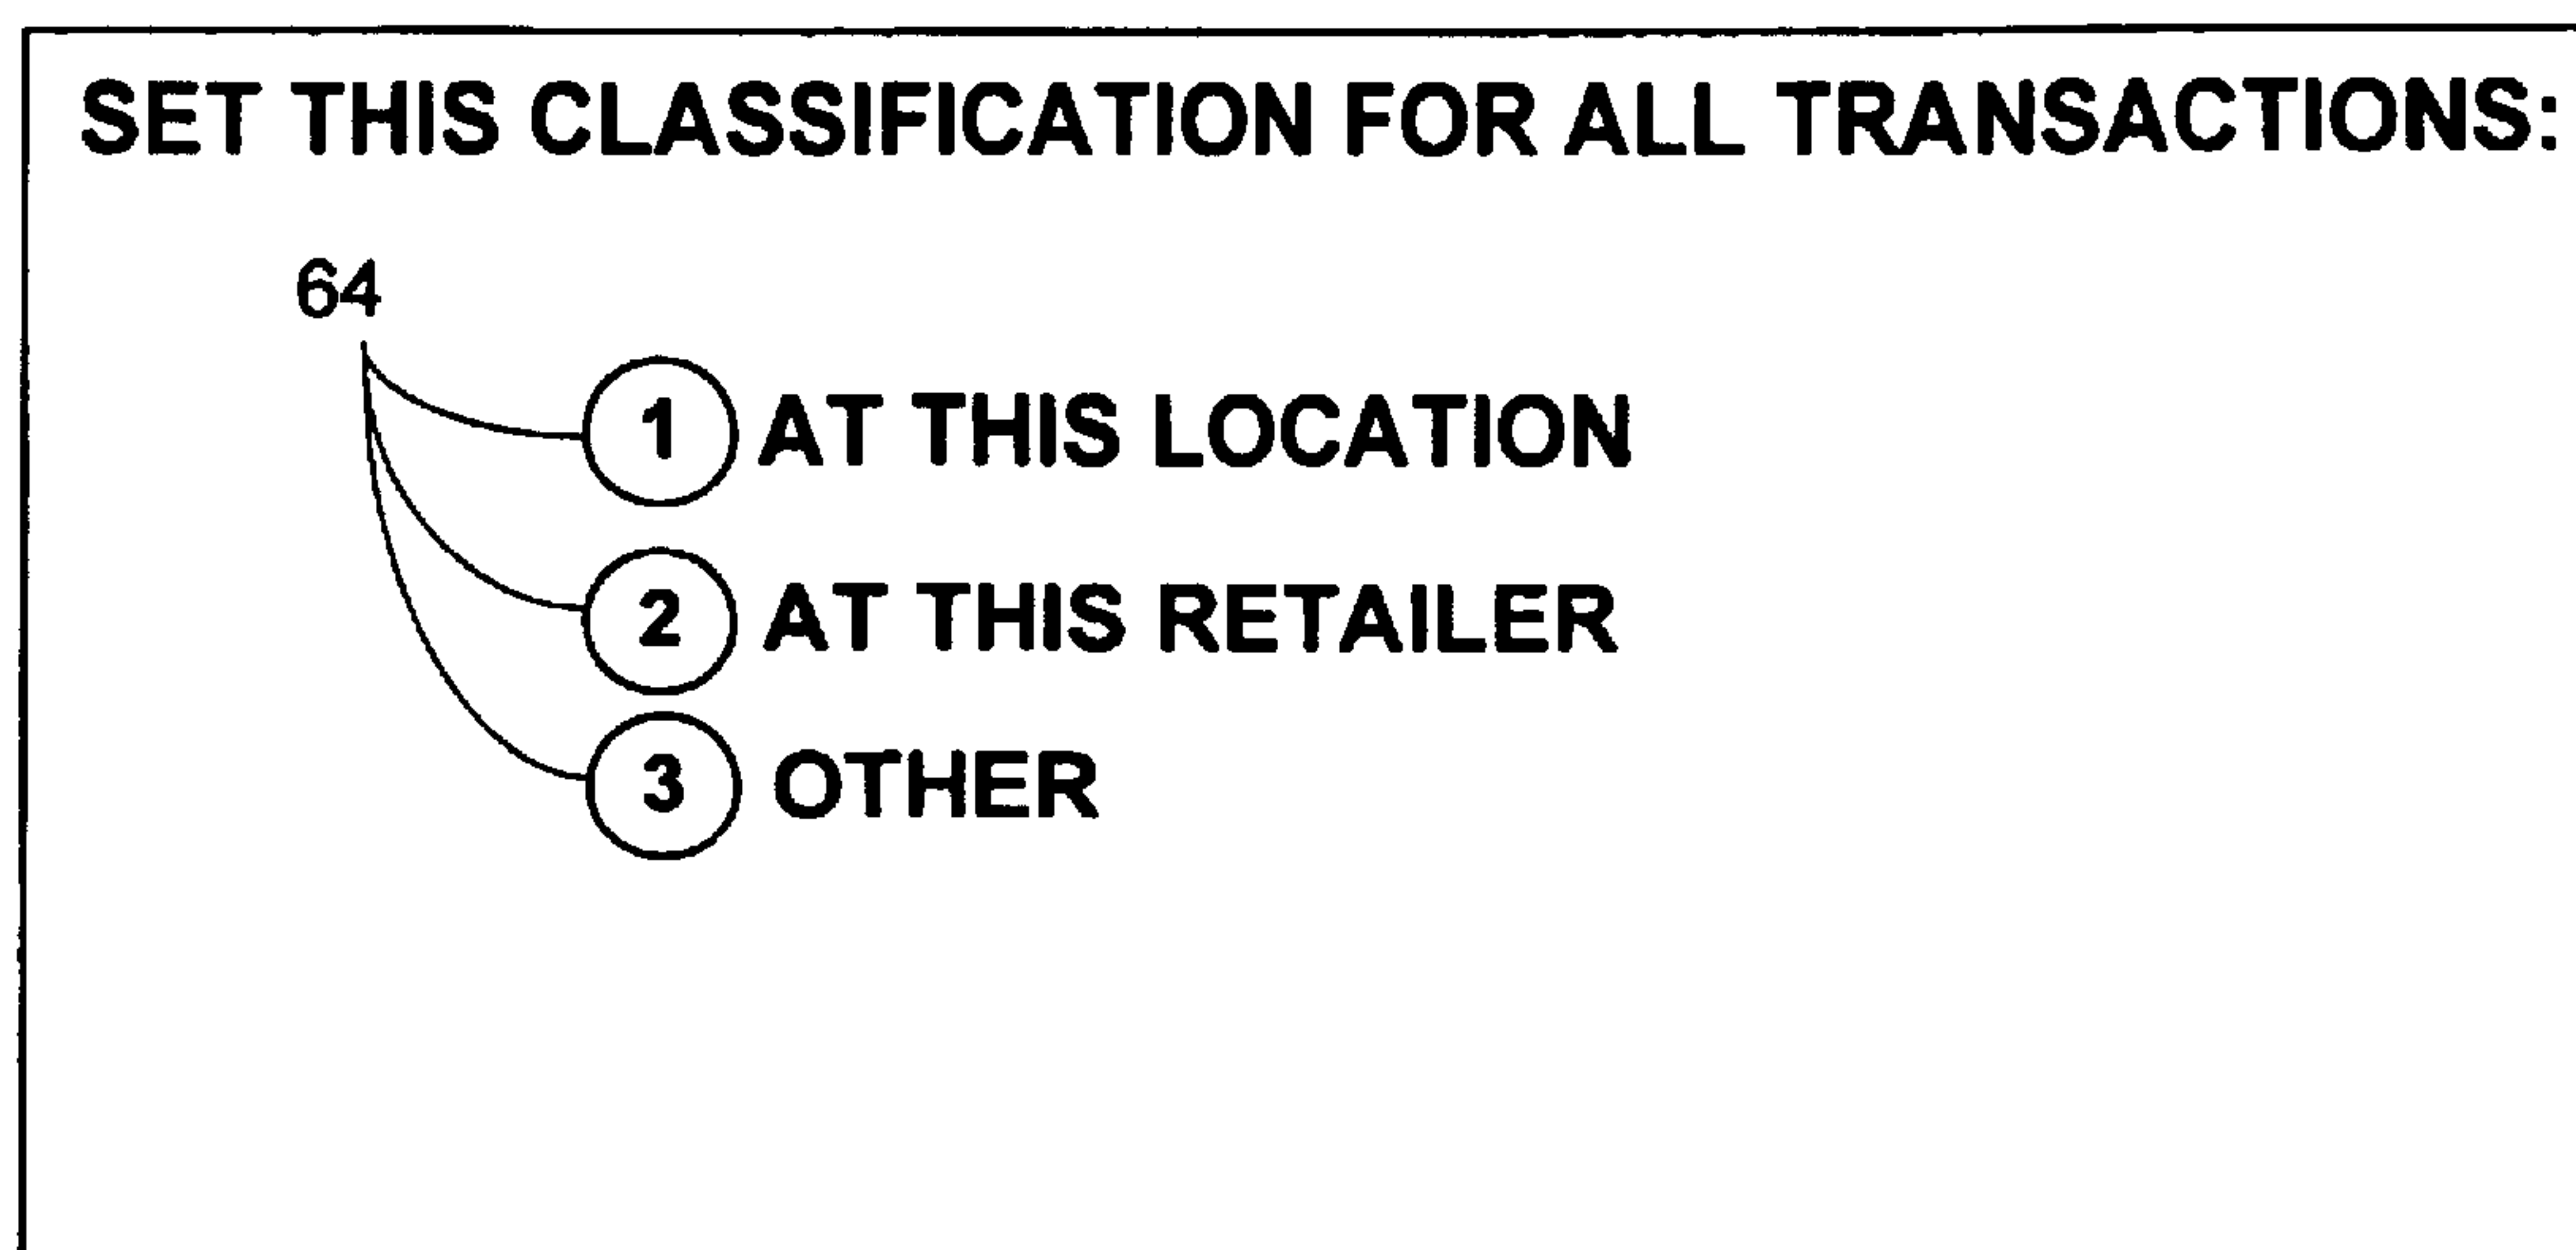 SET THIS CLASSIFICATION FOR ALL TRANSACTIONS:
64
1 AT THIS LOCATION
2 AT THIS RETAILER
3 OTHER